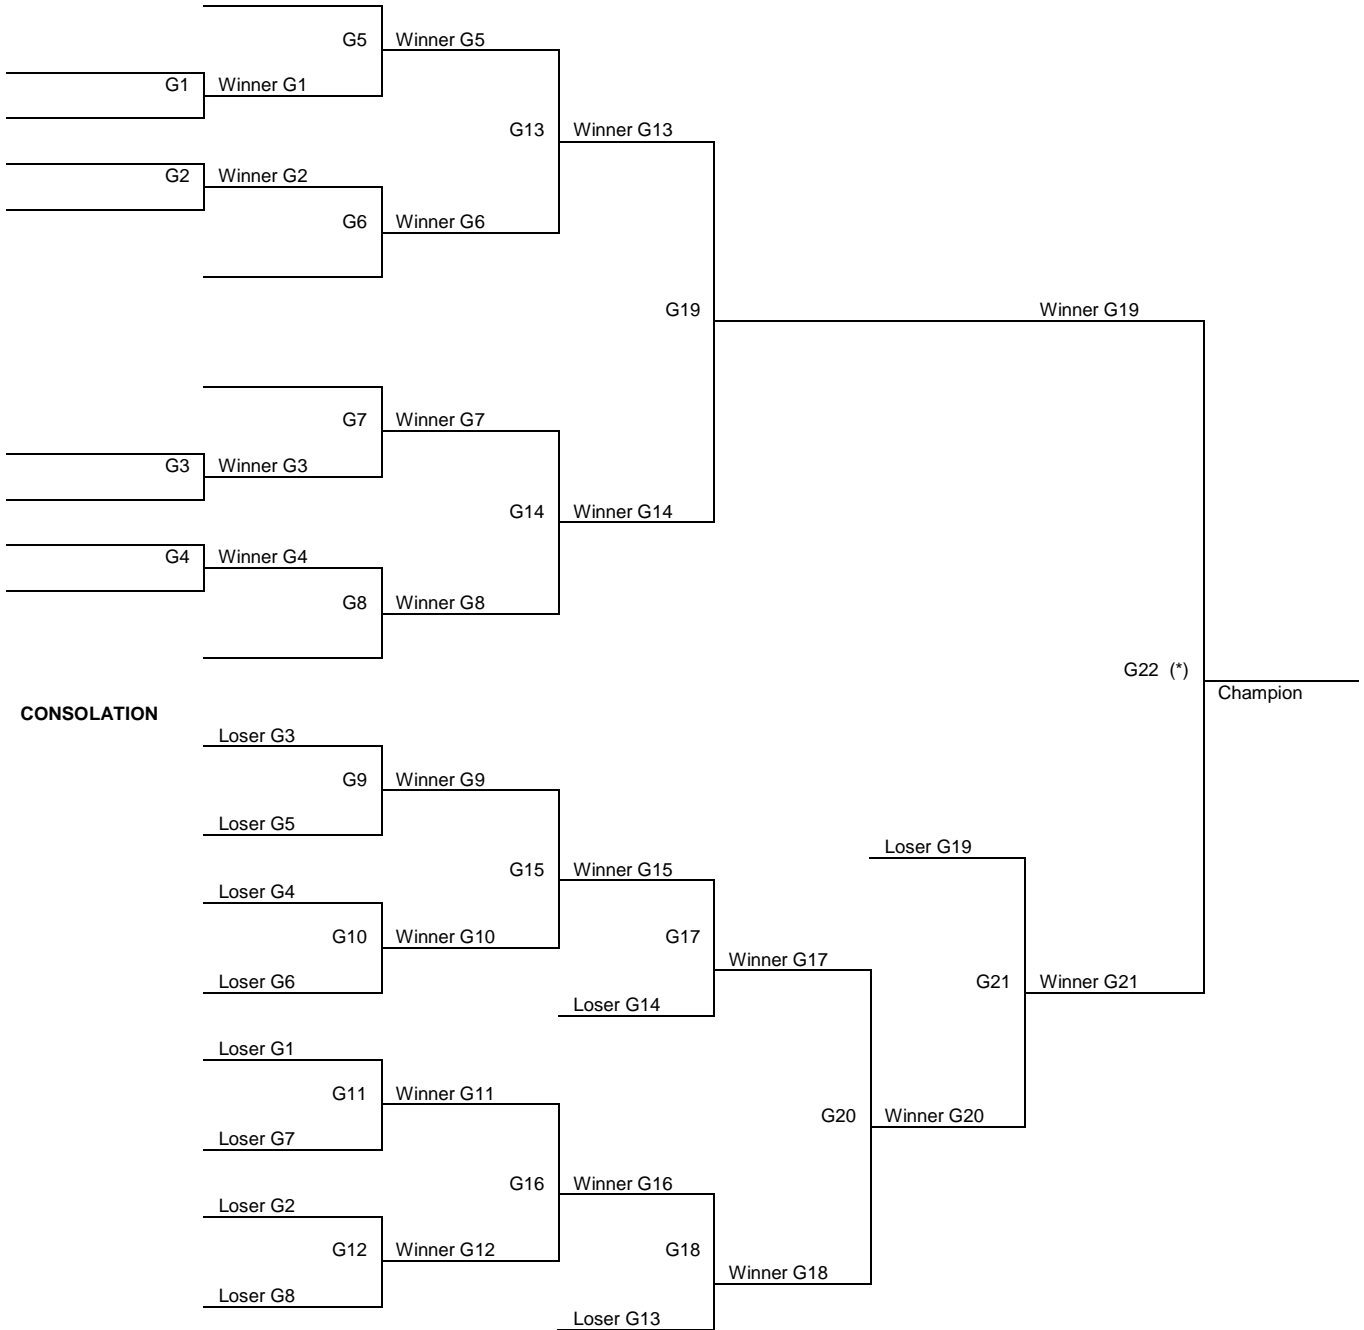 G5 Winner G5
G1 Winner G1
G13 Winner G13
G2 Winner G2
G6 Winner G6
G19 Winner G19
G7 Winner G7
G3 Winner G3
G14 Winner G14
G4 Winner G4
G8 Winner G8
G22 (*)
Champion
CONSOLATION
Loser G3
G9 Winner G9
Loser G5
Loser G19
G15 Winner G15
Loser G4
G10 Winner G10
G17
Winner G17
Loser G6
G21 Winner G21
Loser G14
Loser G1
G11 Winner G11
G20 Winner G20
Loser G7
G16 Winner G16
Loser G2
G12 Winner G12
G18
Winner G18
Loser G8
Loser G13